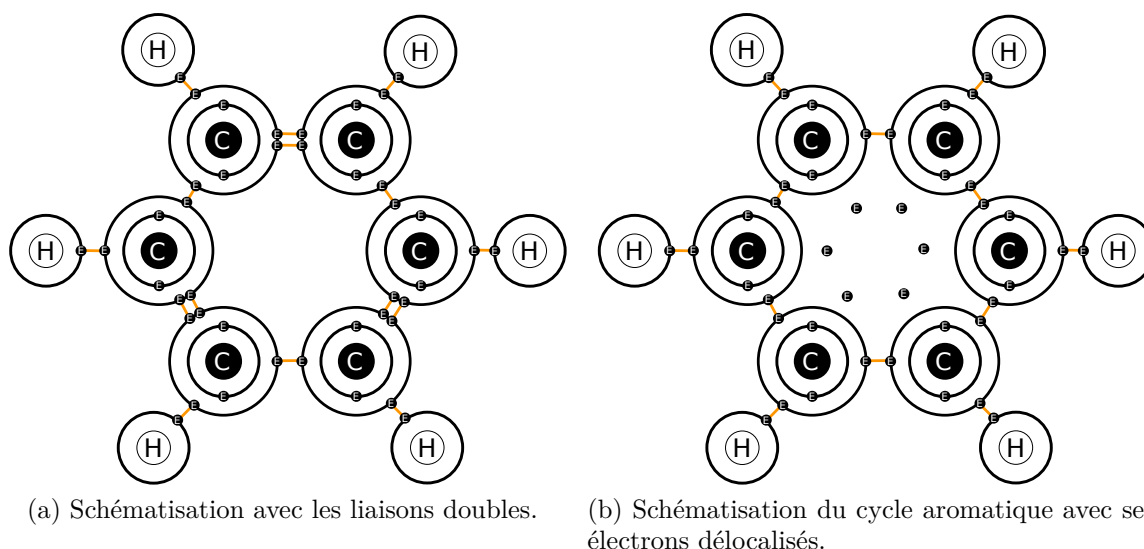 H H H H
E E E E
E E E E
E E E E
E E E E
C C C C
E E
E E E E
E E E E
E E E E
E E
E E E E
H E E C C E E H H E E C E E C E E H
E E E E
E E E E E E E E
E E E E E E
E E E E
C E E C C E E C
E E E E
E E E E
E E E E
H H H H
(a) Schématisation avec les liaisons doubles.
(b) Schématisation du cycle aromatique avec se
électrons délocalisés.